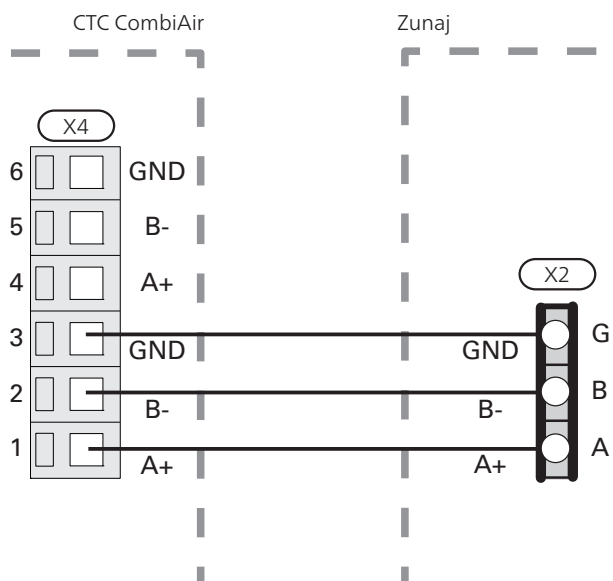 CTC CombiAir
Zunaj
X4
6 GND
5 B-
4 A+
X2
3 GND GND G
2 B- B- B
1 A+ A+ A